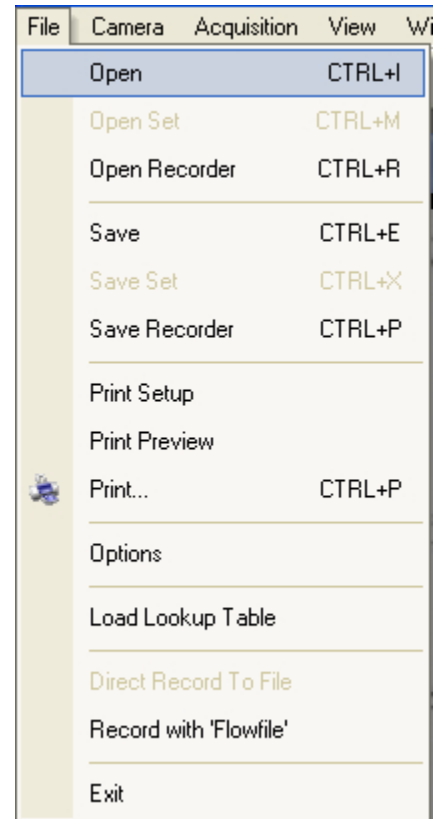 File Camera Acquisition View Wi
Open CTRL+I
Open Set CTRL+M
Open Recorder CTRL+R
Save CTRL+E
Save Set CTRL+X
Save Recorder CTRL+P
Print Setup
Print Preview
Print... CTRL+P
Options
Load Lookup Table
Direct Record To File
Record with 'Flowfile'
Exit